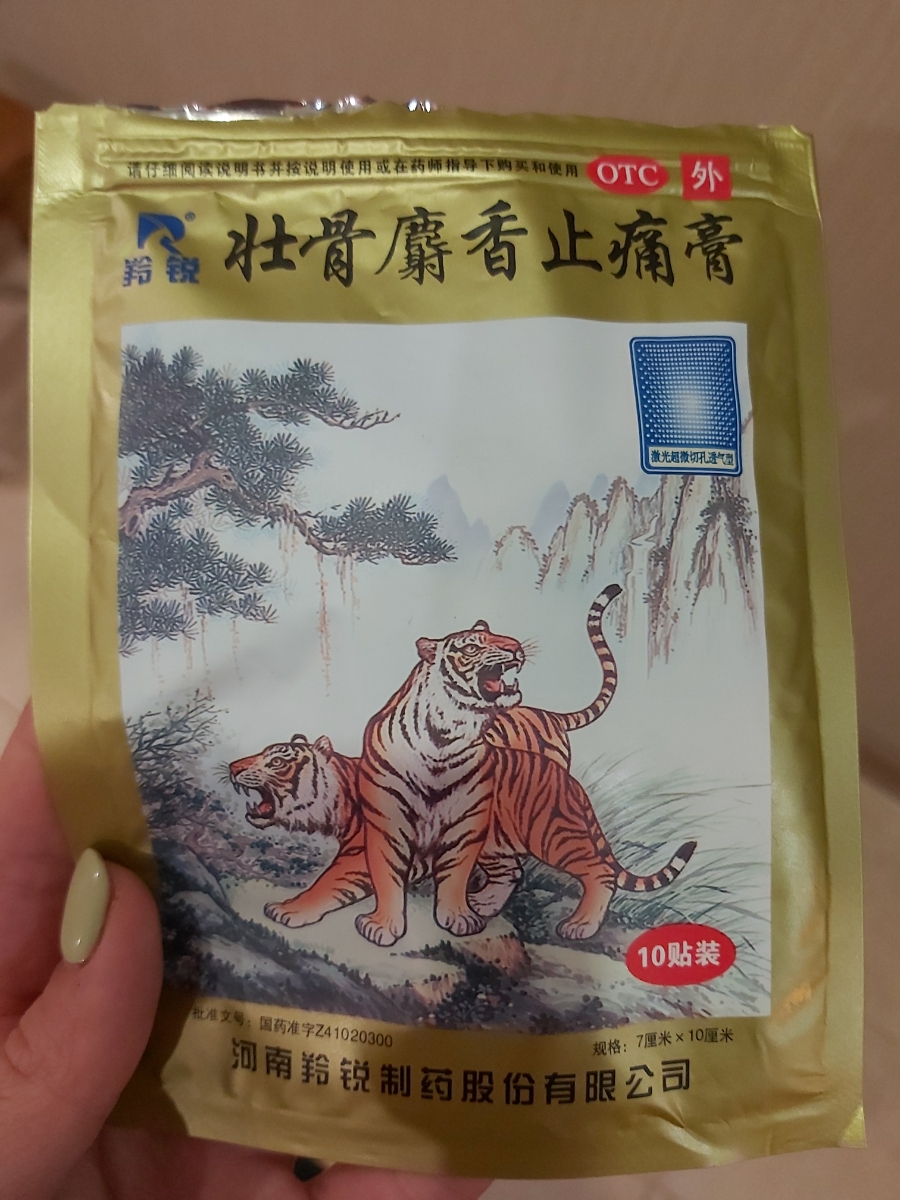 请仔细阅读说明书并按说明使用或在药师指导下购买和使用 OTC 外
羚锐®
壮骨麝香止痛膏
激光超微切孔透气型
10贴装
批准文号：国药准字Z41020300
规格：7厘米×10厘米
河南羚锐制药股份有限公司